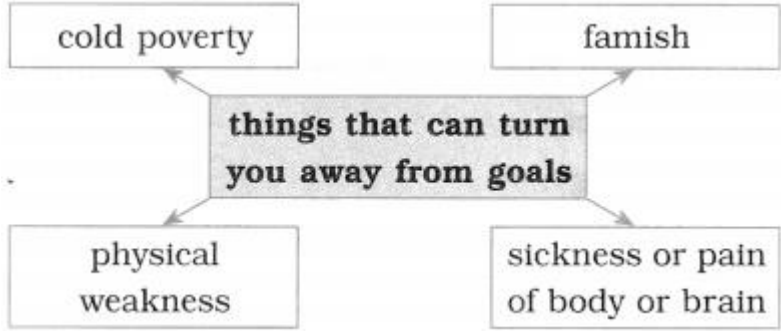 cold poverty
famish
things that can turn
you away from goals
physical
weakness
sickness or pain
of body or brain